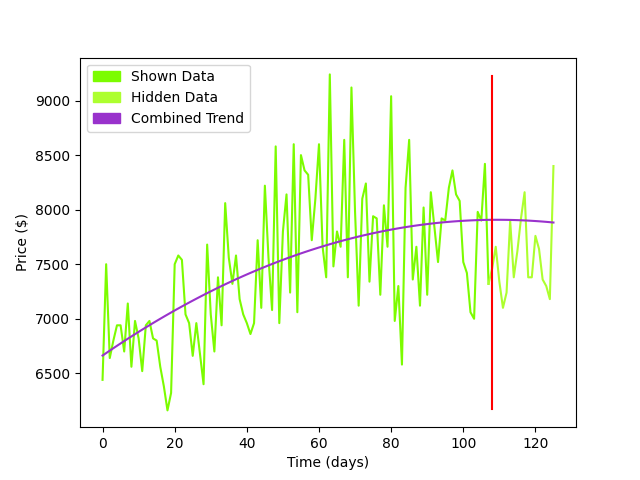 Shown Data
Hidden Data
Combined Trend
9000
8500
8000
7500
7000
6500
Price ($)
0 20 40 60 80 100 120
Time (days)